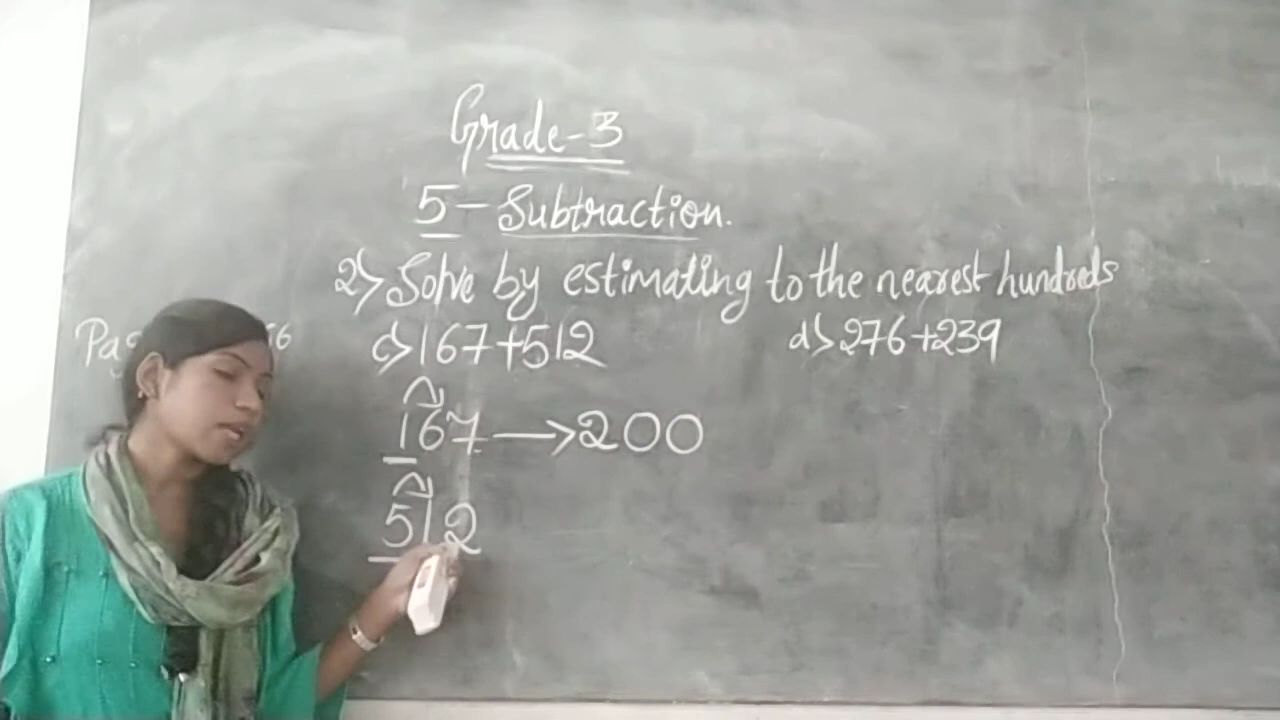 Grade-3
5-Subtraction.
2> Solve by estimating to the nearest hundreds
c> 167+512
d> 276+239
167 → 200
512